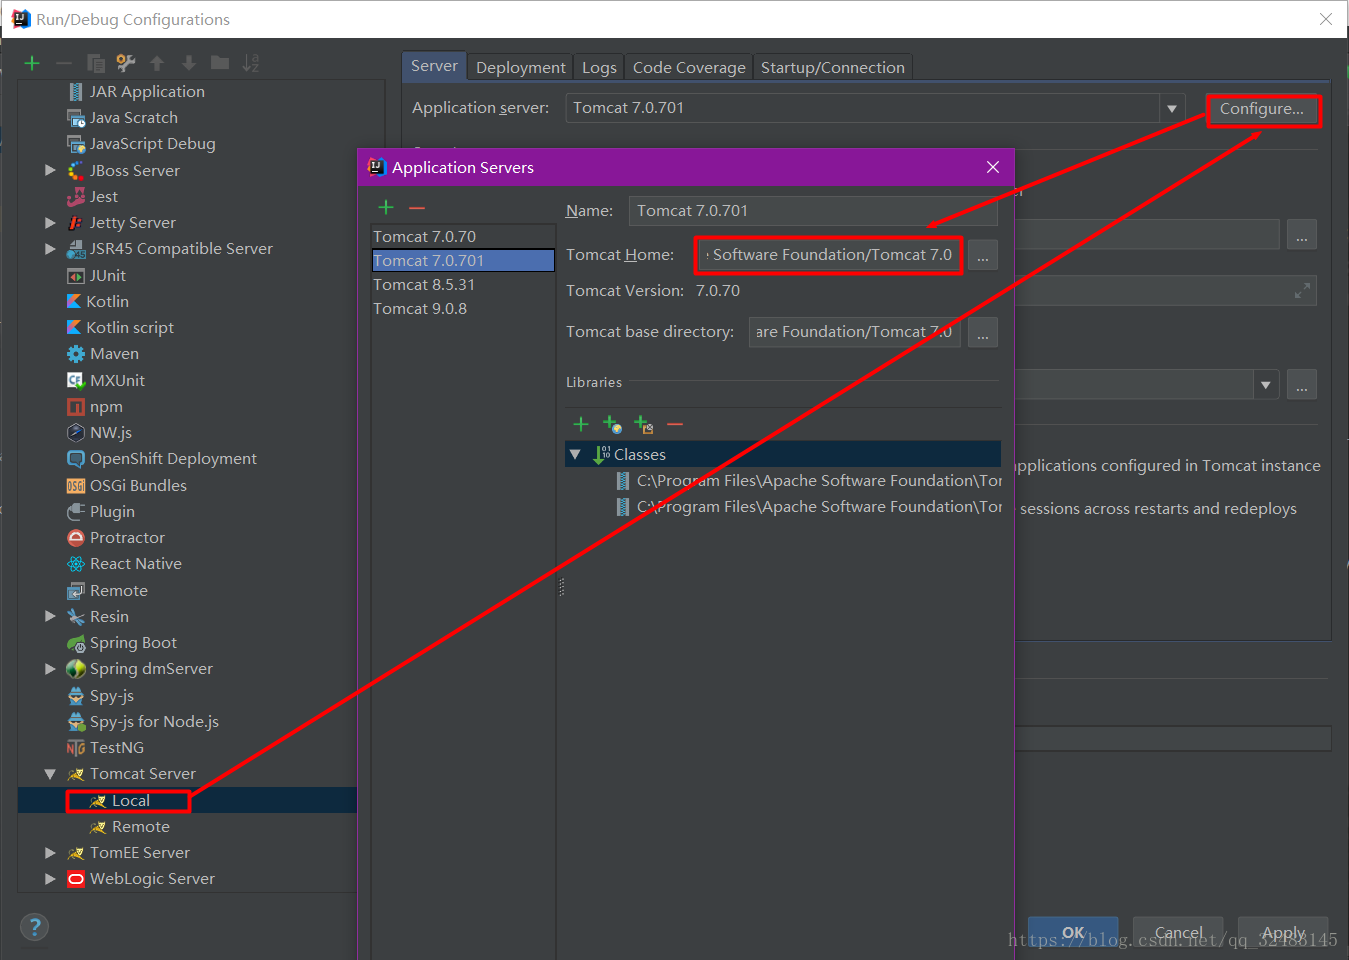 Run/Debug Configurations
JAR Application
Java Scratch
JavaScript Debug
JBoss Server
Jest
Jetty Server
JSR45 Compatible Server
JUnit
Kotlin
Kotlin script
Maven
MXUnit
npm
NW.js
OpenShift Deployment
OSGi Bundles
Plugin
Protractor
React Native
Remote
Resin
Spring Boot
Spring dmServer
Spy-js
Spy-js for Node.js
TestNG
Tomcat Server
Local
Remote
TomEE Server
WebLogic Server
Server Deployment Logs Code Coverage Startup/Connection
Application server: Tomcat 7.0.701 Configure...
Application Servers
Tomcat 7.0.70
Tomcat 7.0.701
Tomcat 8.5.31
Tomcat 9.0.8
Name: Tomcat 7.0.701
Tomcat Home: Software Foundation/Tomcat 7.0 ...
Tomcat Version: 7.0.70
Tomcat base directory: are Foundation/Tomcat 7.0 ...
Libraries
Classes
C:\Program Files\Apache Software Foundation\Tor
C:\Program Files\Apache Software Foundation\Tor
...
...
applications configured in Tomcat instance
sessions across restarts and redeploys
? OK Cancel Apply
https://blog.csdn.net/qq_32483145